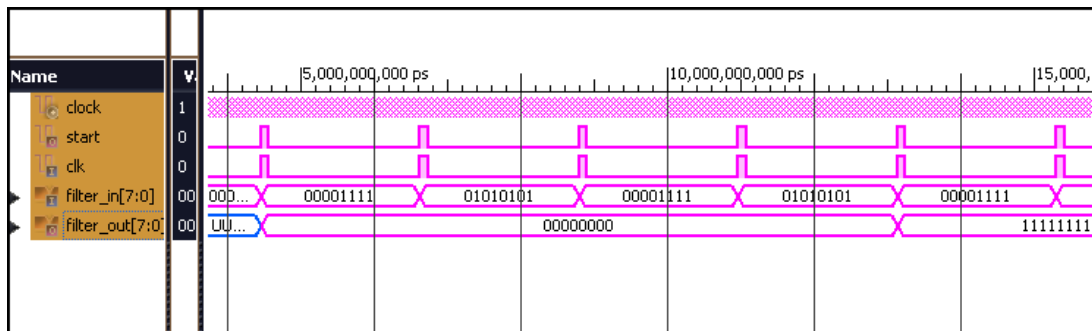 Name V. 5,000,000,000 ps 10,000,000,000 ps 15,000,
clock 1
start 0
clk 0
filter_in[7:0] 00 000... 00001111 01010101 00001111 01010101 00001111
filter_out[7:0] 00 UU... 00000000 11111111